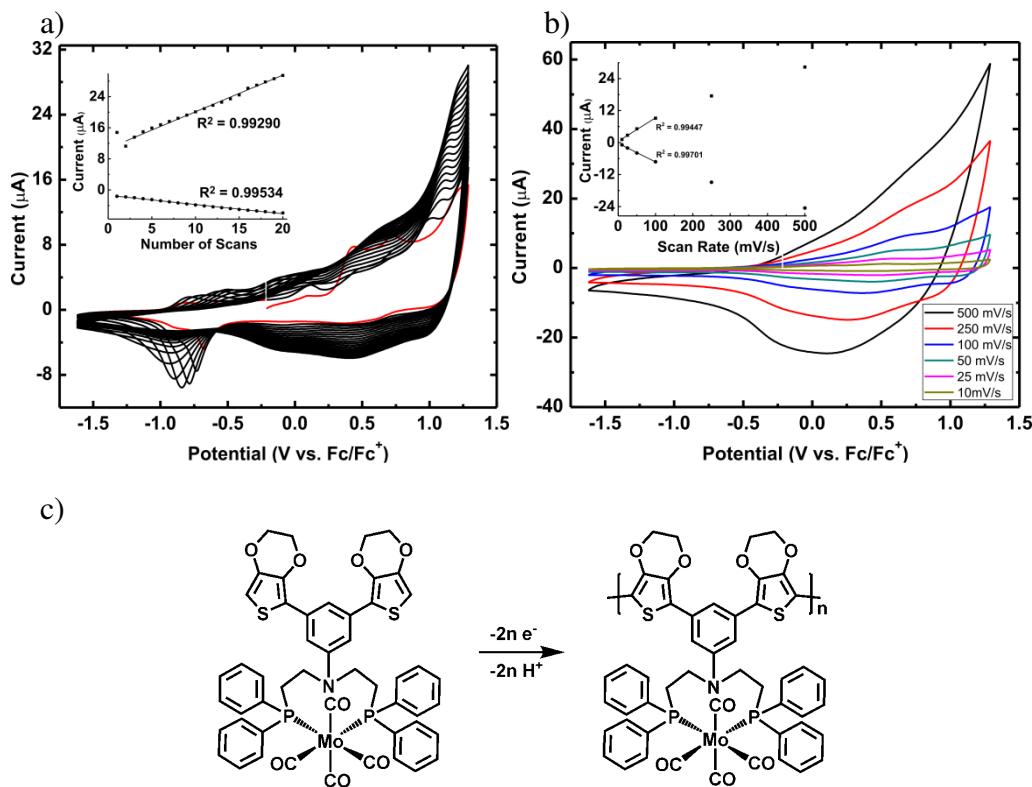 a)
32
24
16
8
0
-8
Current (μA)
-1.5 -1.0 -0.5 0.0 0.5 1.0 1.5
Potential (V vs. Fc/Fc⁺)
24
16
8
0
Current (μA)
R² = 0.99290
R² = 0.99534
5 10 15 20
Number of Scans
b)
60
40
20
0
-20
-40
Current (μA)
-1.5 -1.0 -0.5 0.0 0.5 1.0 1.5
Potential (V vs. Fc/Fc⁺)
24
12
0
-12
-24
Current (μA)
R² = 0.99447
R² = 0.99701
0 100 200 300 400 500
Scan Rate (mV/s)
500 mV/s
250 mV/s
100 mV/s
50 mV/s
25 mV/s
10mV/s
c)
O O O O
S S
N
CO
P P
Mo
OC CO
CO
-2n e⁻
-2n H⁺
O O O O
S S n
N
CO
P P
Mo
OC CO
CO